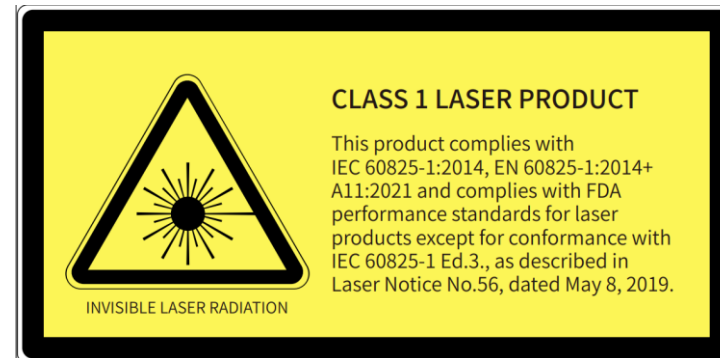 CLASS 1 LASER PRODUCT
This product complies with
IEC 60825-1:2014, EN 60825-1:2014+
A11:2021 and complies with FDA
performance standards for laser
products except for conformance with
IEC 60825-1 Ed.3., as described in
Laser Notice No.56, dated May 8, 2019.
INVISIBLE LASER RADIATION